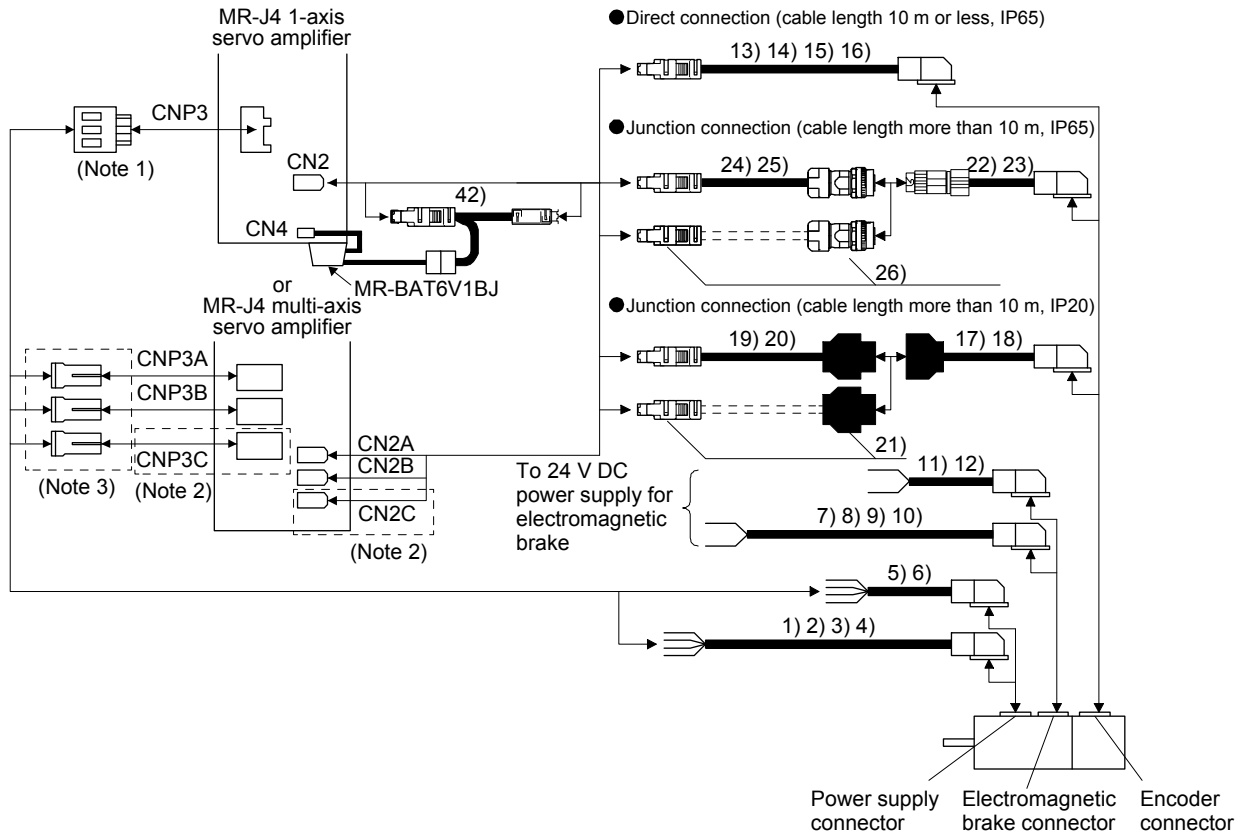 MR-J4 1-axis
servo amplifier
CNP3
(Note 1)
CN2
42)
CN4
MR-BAT6V1BJ
or
MR-J4 multi-axis
servo amplifier
CNP3A
CNP3B
CNP3C
(Note 3)
(Note 2)
CN2A
CN2B
CN2C
(Note 2)
●Direct connection (cable length 10 m or less, IP65)
13) 14) 15) 16)
●Junction connection (cable length more than 10 m, IP65)
24) 25)
22) 23)
26)
●Junction connection (cable length more than 10 m, IP20)
19) 20)
17) 18)
21)
To 24 V DC
power supply for
electromagnetic
brake
11) 12)
7) 8) 9) 10)
5) 6)
1) 2) 3) 4)
Power supply
connector
Electromagnetic
brake connector
Encoder
connector